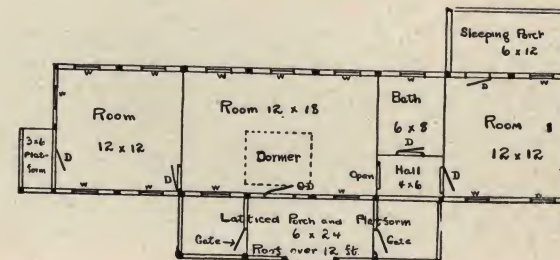 Sleeping Porch
6 x 12
W W W W W W W
D
W
Room
12 x 12
Room 12 x 18
Dormer
Bath
6 x 8
D
Room
12 x 12
3x6
Plat-
form
D
D
Open
Hall
4x6
D
W W W W W W
Latticed Porch and Platform
6 x 24
Gate
Roof over 12 ft.
Gate